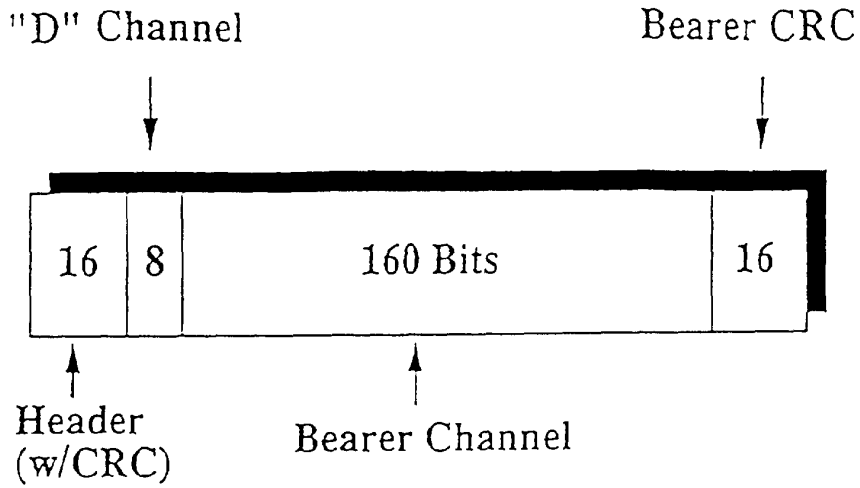 "D" Channel
Bearer CRC
16
8
160 Bits
16
Header
(w/CRC)
Bearer Channel